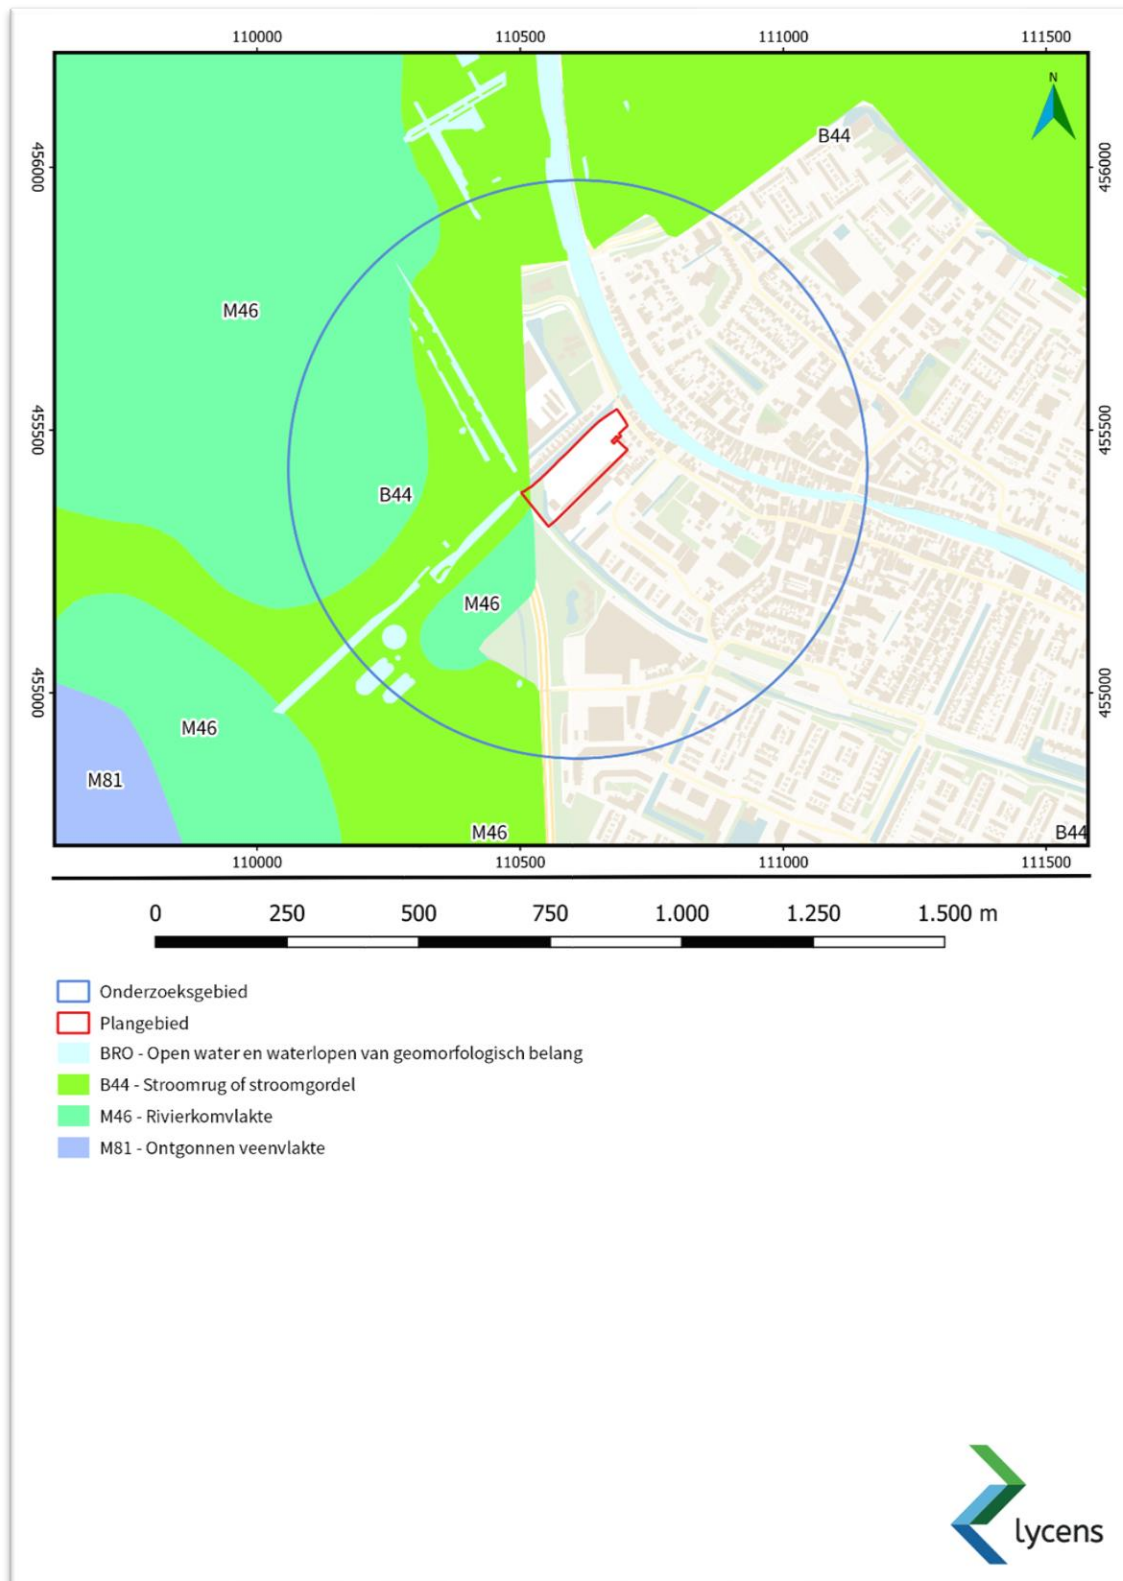 110000 110500 111000 111500
N
B44
456000 456000
M46
455500 455500
B44
M46
455000 455000
M46
M81
M46 B44
110000 110500 111000 111500
0 250 500 750 1.000 1.250 1.500 m
Onderzoeksgebied
Plangebied
BRO - Open water en waterlopen van geomorfologisch belang
B44 - Stroomrug of stroomgordel
M46 - Rivierkomvlakte
M81 - Ontgonnen veenvlakte
lycens